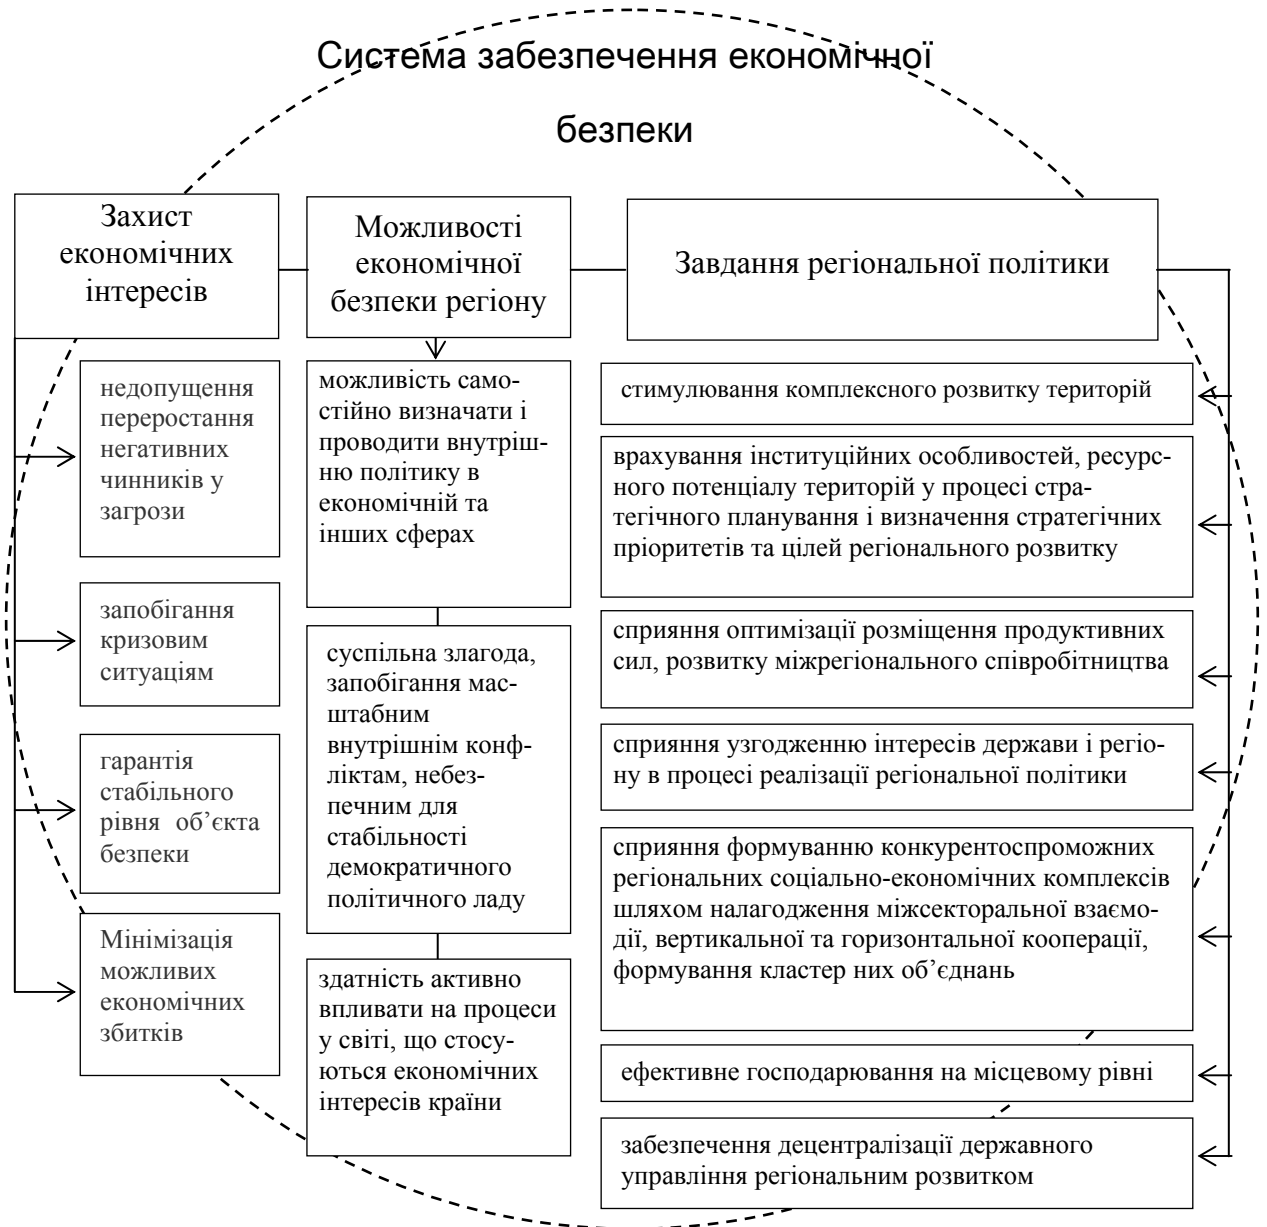 Система забезпечення економічної
безпеки
Захист
економічних
інтересів
Можливості
економічної
безпеки регіону
Завдання регіональної політики
недопущення
переростання
негативних
чинників у
загрози
запобігання
кризовим
ситуаціям
гарантія
стабільного
рівня об’єкта
безпеки
Мінімізація
можливих
економічних
збитків
можливість само-
стійно визначати і
проводити внутріш-
ню політику в
економічній та
інших сферах
суспільна злагода,
запобігання мас-
штабним
внутрішнім конф-
ліктам, небез-
печним для
стабільності
демократичного
політичного ладу
здатність активно
впливати на процеси
у світі, що стосу-
ються економічних
інтересів країни
стимулювання комплексного розвитку територій
врахування інституційних особливостей, ресурс-
ного потенціалу територій у процесі стра-
тегічного планування і визначення стратегічних
пріоритетів та цілей регіонального розвитку
сприяння оптимізації розміщення продуктивних
сил, розвитку міжрегіонального співробітництва
сприяння узгодженню інтересів держави і регіо-
ну в процесі реалізації регіональної політики
сприяння формуванню конкурентоспроможних
регіональних соціально-економічних комплексів
шляхом налагодження міжсекторальної взаємо-
дії, вертикальної та горизонтальної кооперації,
формування кластер них об’єднань
ефективне господарювання на місцевому рівні
забезпечення децентралізації державного
управління регіональним розвитком